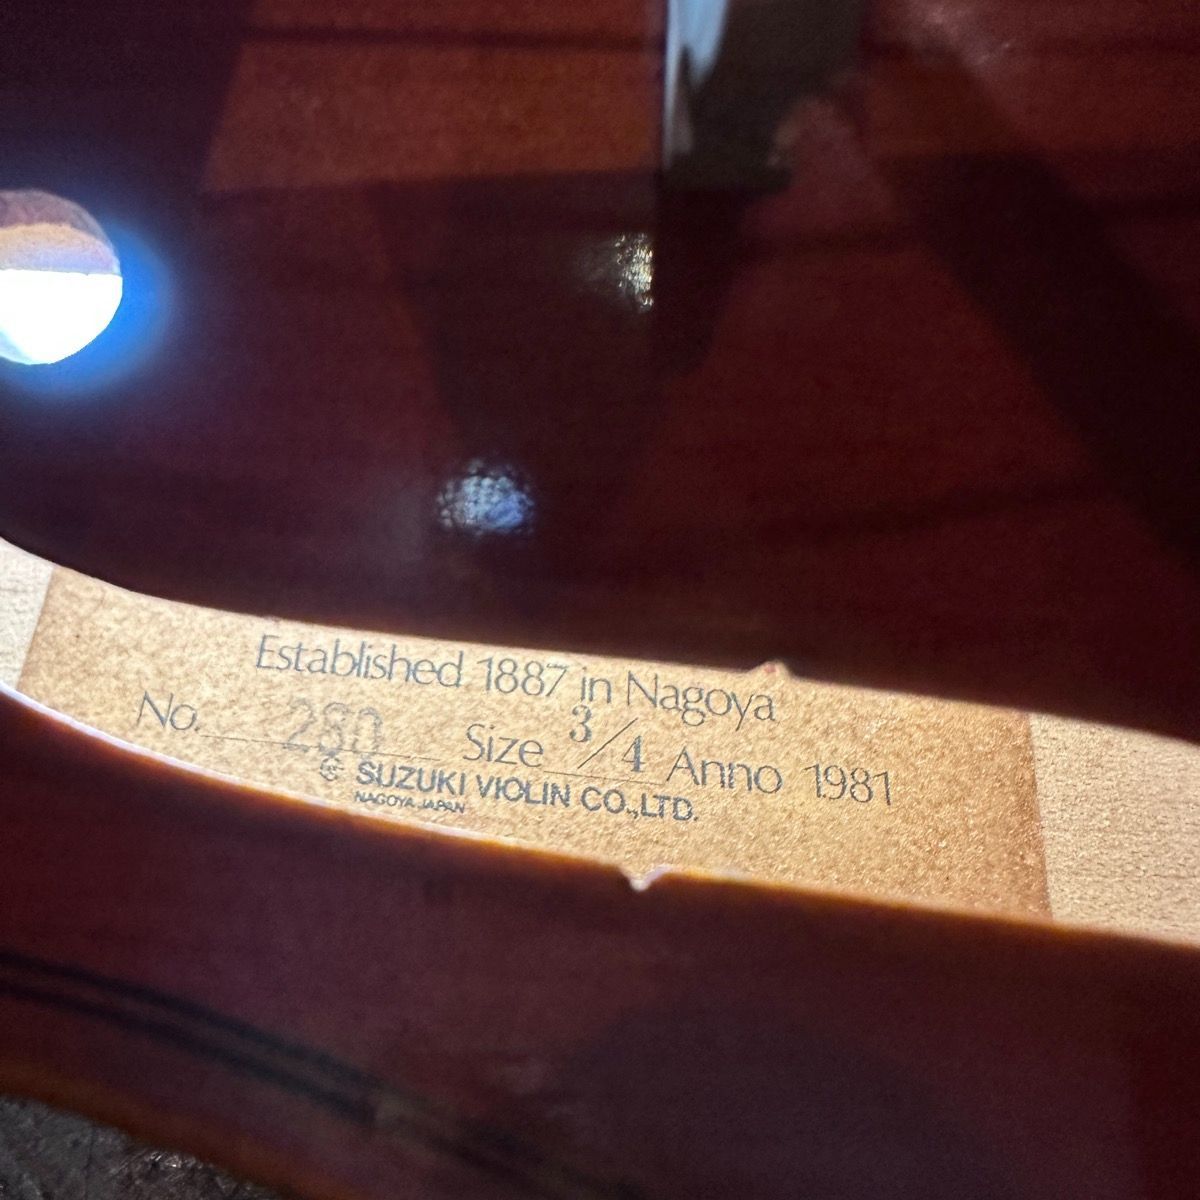 Established 1887 in Nagoya
No. 280 Size 3/4 Anno 1981
SUZUKI VIOLIN CO.,LTD.
NAGOYA JAPAN